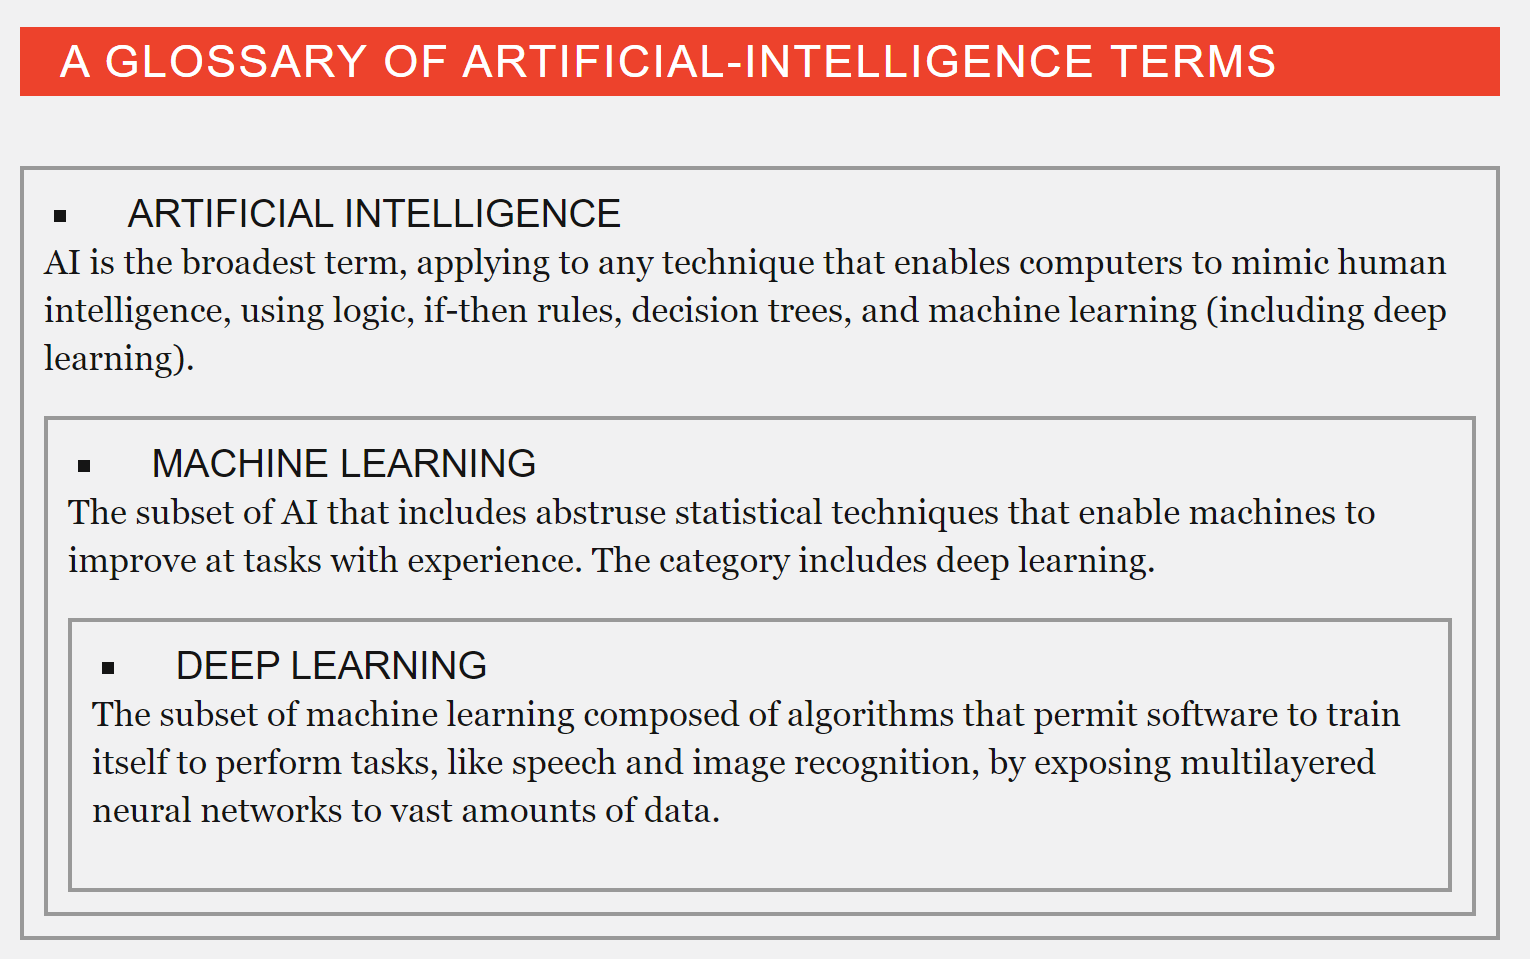 A GLOSSARY OF ARTIFICIAL-INTELLIGENCE TERMS
ARTIFICIAL INTELLIGENCE
AI is the broadest term, applying to any technique that enables computers to mimic human
intelligence, using logic, if-then rules, decision trees, and machine learning (including deep
learning).
MACHINE LEARNING
The subset of AI that includes abstruse statistical techniques that enable machines to
improve at tasks with experience. The category includes deep learning.
DEEP LEARNING
The subset of machine learning composed of algorithms that permit software to train
itself to perform tasks, like speech and image recognition, by exposing multilayered
neural networks to vast amounts of data.